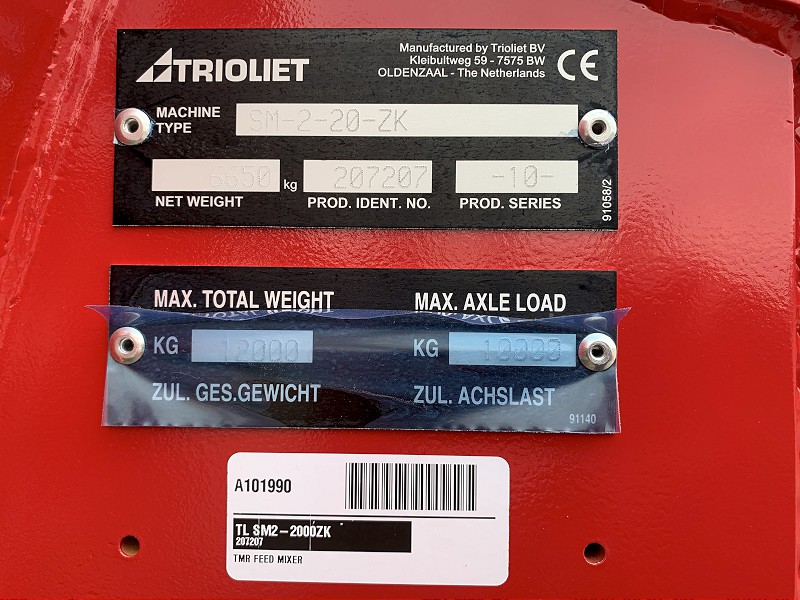 TRIOLIET
Manufactured by Trioliet BV
Kleibultweg 59 - 7575 BW
OLDENZAAL - The Netherlands
CE
MACHINE TYPE SM-2-20-ZK
6650 kg 207207 -10-
NET WEIGHT PROD. IDENT. NO. PROD. SERIES
91058/2
MAX. TOTAL WEIGHT MAX. AXLE LOAD
KG 12000 KG 10000
ZUL. GES.GEWICHT ZUL. ACHSLAST
91140
A101990
TL SM2-2000ZK
207207
TMR FEED MIXER